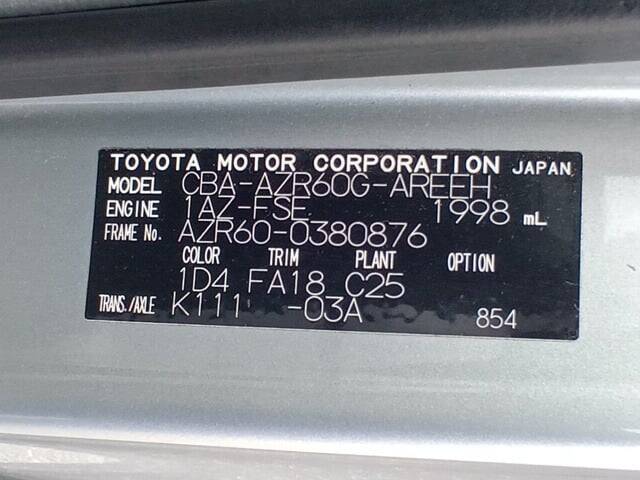 TOYOTA MOTOR CORPORATION JAPAN
MODEL CBA-AZR60G-AREEH
ENGINE 1AZ-FSE 1998 mL
FRAME No. AZR60-0380876
COLOR TRIM PLANT OPTION
1D4 FA18 C25
TRANS./AXLE K111 -03A 854